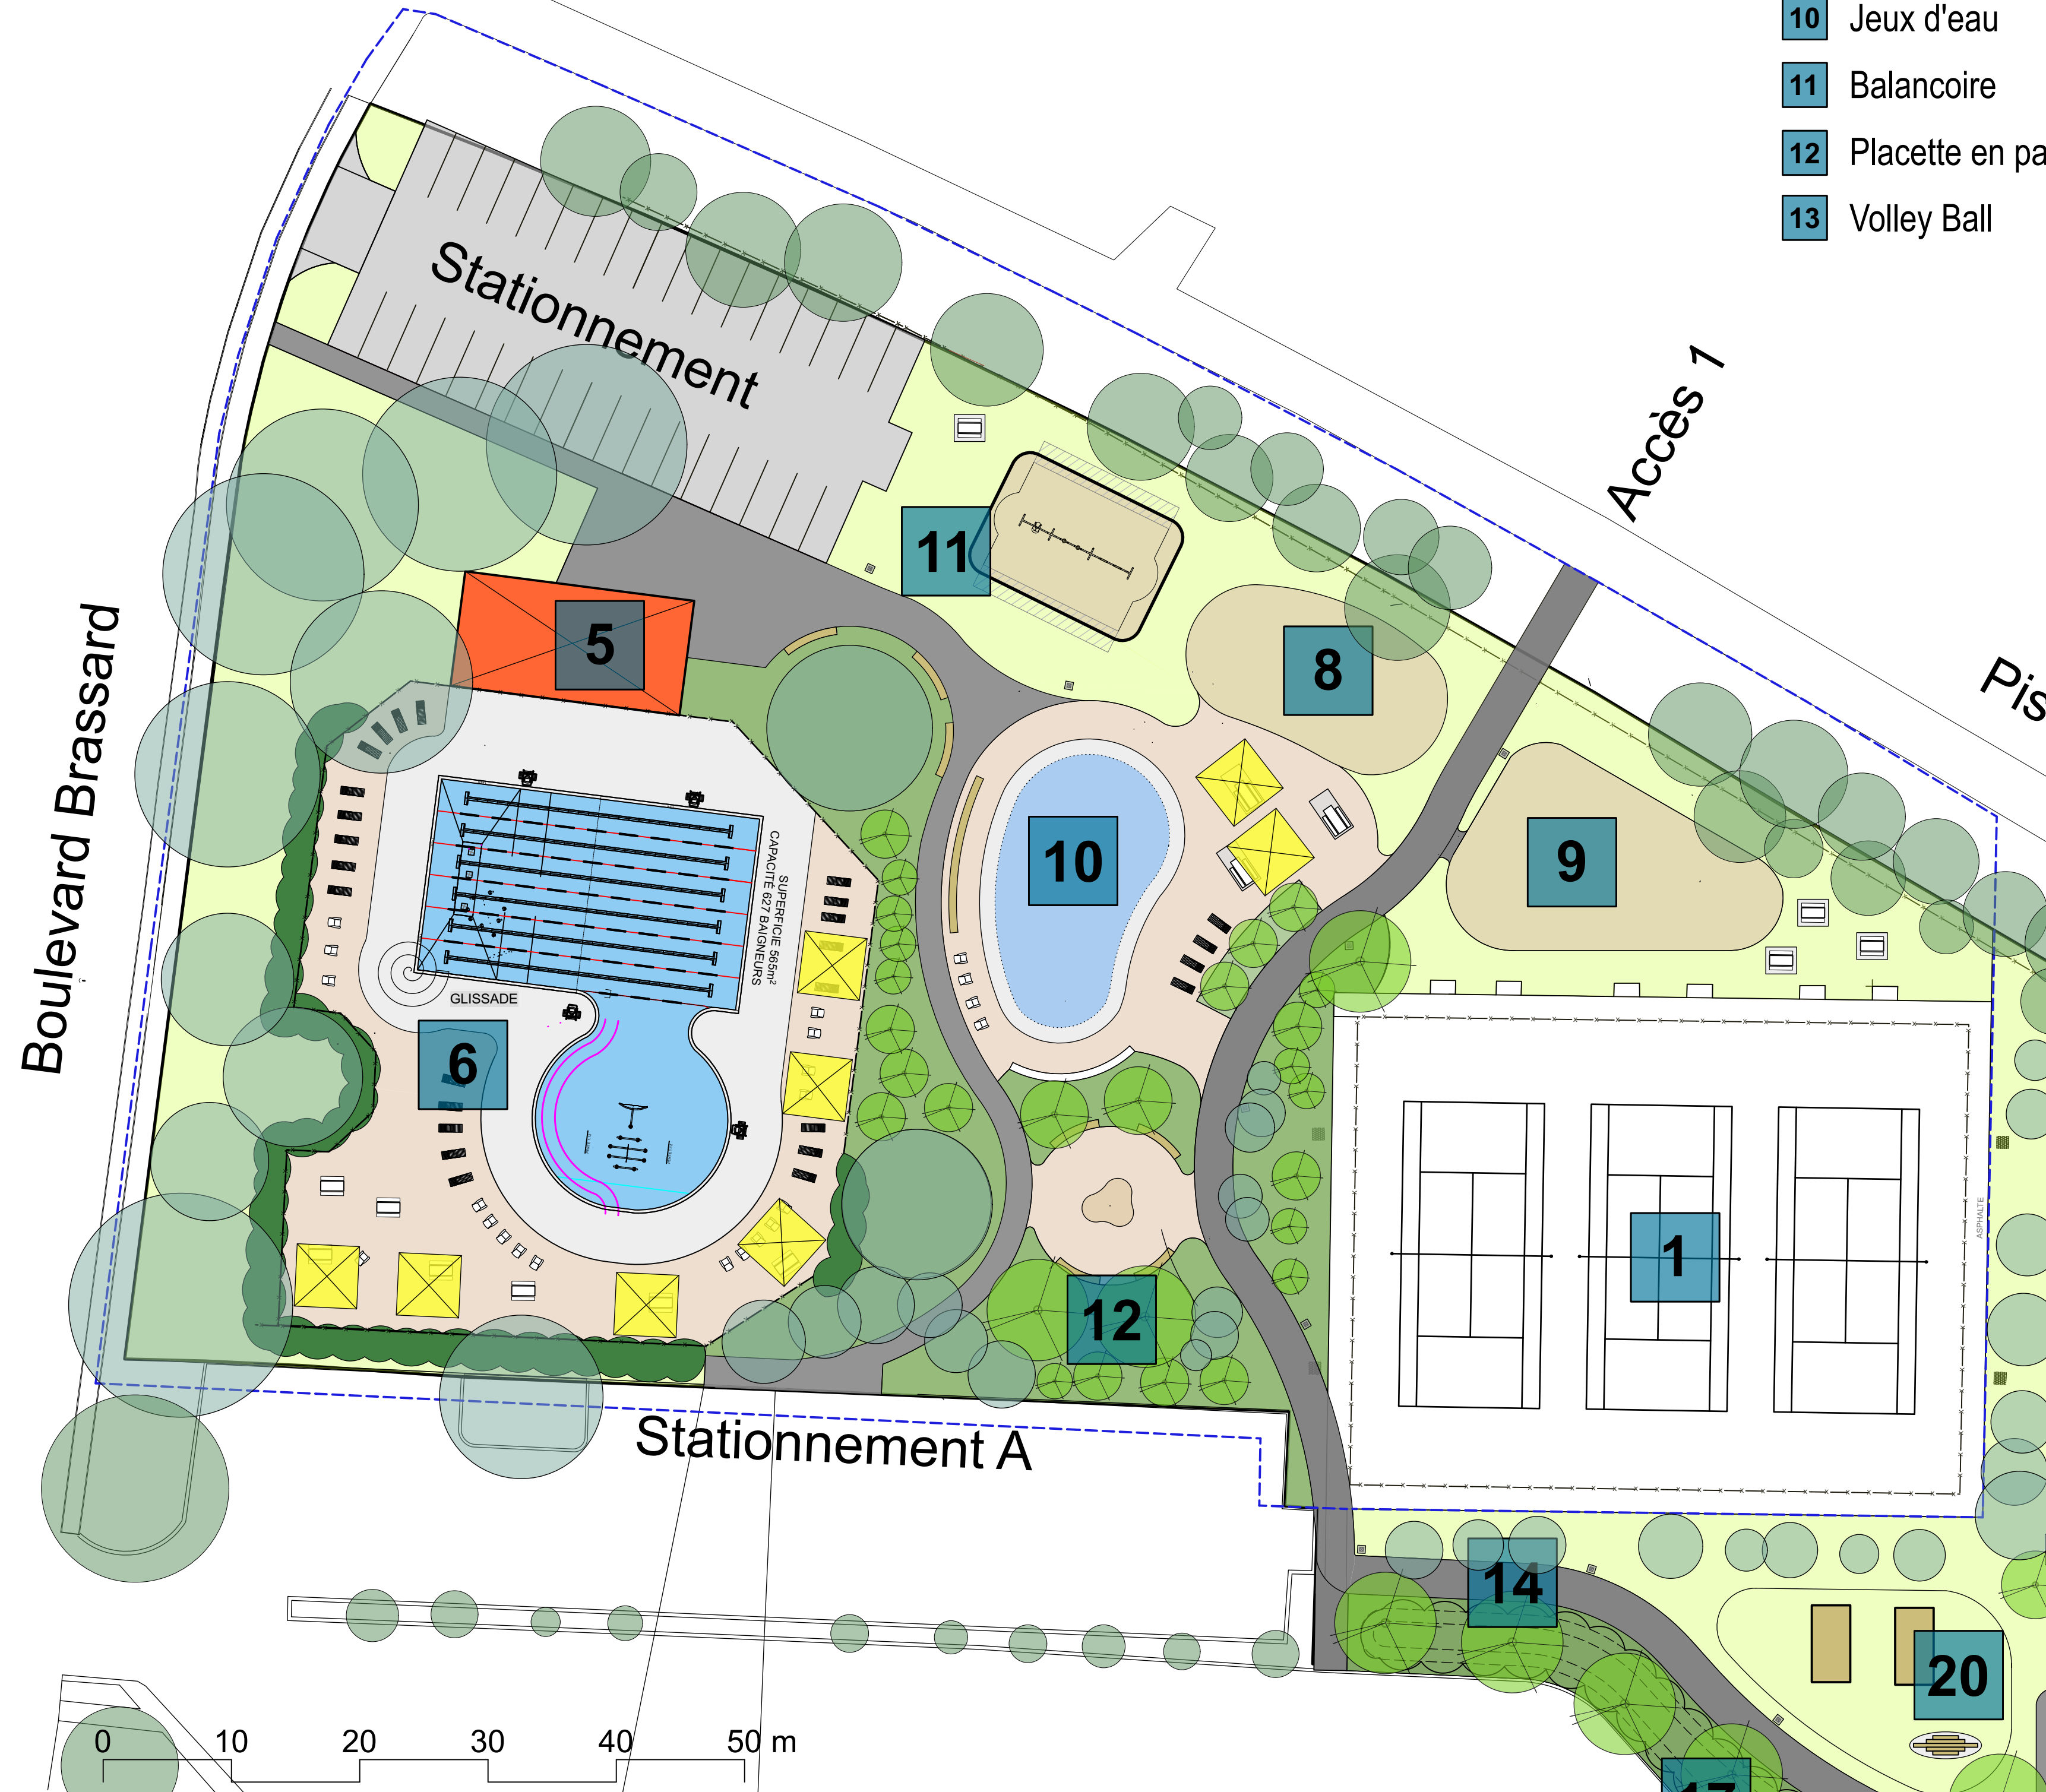 10 Jeux d'eau
11 Balancoire
12 Placette en pa
13 Volley Ball
Stationnement
Accès 1
Pis
Boulevard Brassard
11
5
8
10
9
SUPERFICIE 565m²
CAPACITÉ 627 BAIGNEURS
GLISSADE
6
12
1
ASPHALTE
Stationnement A
14
20
17
0 10 20 30 40 50 m